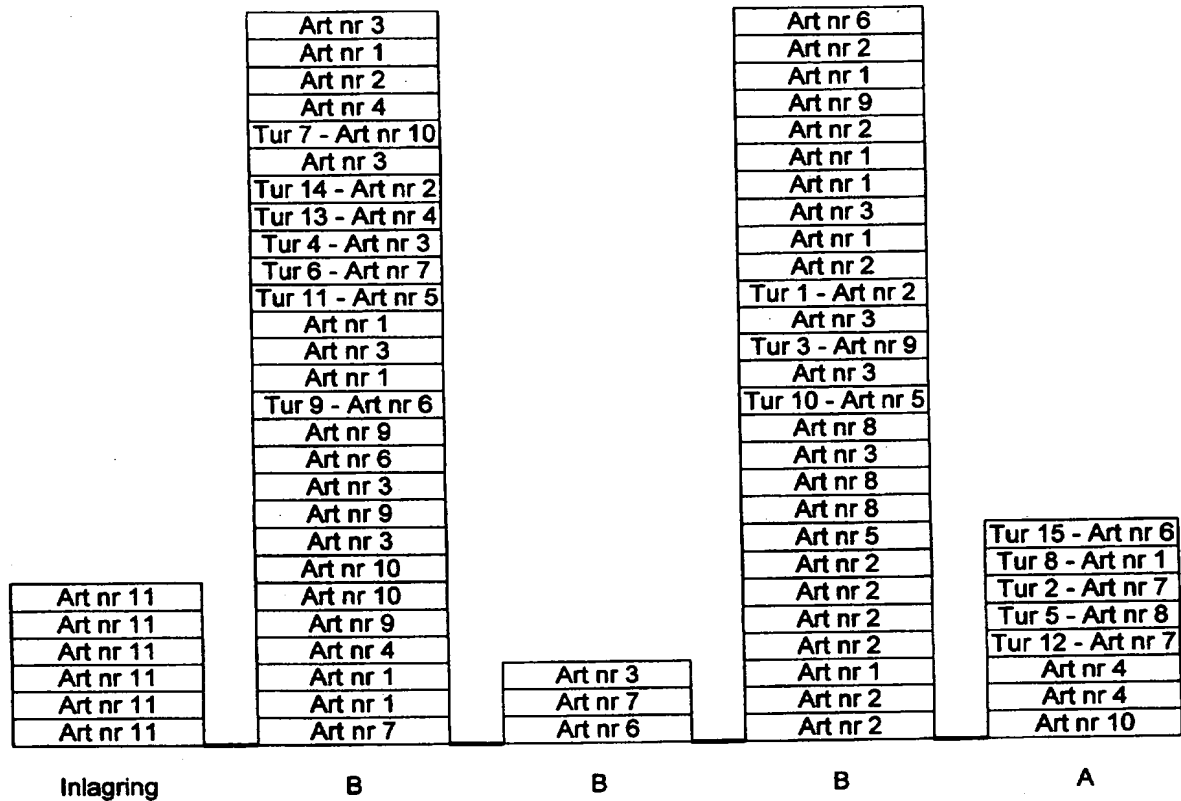 Art nr 11
Art nr 11
Art nr 11
Art nr 11
Art nr 11
Art nr 11
Inlagring
Art nr 3
Art nr 1
Art nr 2
Art nr 4
Tur 7 - Art nr 10
Art nr 3
Tur 14 - Art nr 2
Tur 13 - Art nr 4
Tur 4 - Art nr 3
Tur 6 - Art nr 7
Tur 11 - Art nr 5
Art nr 1
Art nr 3
Art nr 1
Tur 9 - Art nr 6
Art nr 9
Art nr 6
Art nr 3
Art nr 9
Art nr 3
Art nr 10
Art nr 10
Art nr 9
Art nr 4
Art nr 1
Art nr 1
Art nr 7
B
Art nr 3
Art nr 7
Art nr 6
B
Art nr 6
Art nr 2
Art nr 1
Art nr 9
Art nr 2
Art nr 1
Art nr 1
Art nr 3
Art nr 1
Art nr 2
Tur 1 - Art nr 2
Art nr 3
Tur 3 - Art nr 9
Art nr 3
Tur 10 - Art nr 5
Art nr 8
Art nr 3
Art nr 8
Art nr 8
Art nr 5
Art nr 2
Art nr 2
Art nr 2
Art nr 2
Art nr 1
Art nr 2
Art nr 2
B
Tur 15 - Art nr 6
Tur 8 - Art nr 1
Tur 2 - Art nr 7
Tur 5 - Art nr 8
Tur 12 - Art nr 7
Art nr 4
Art nr 4
Art nr 10
A